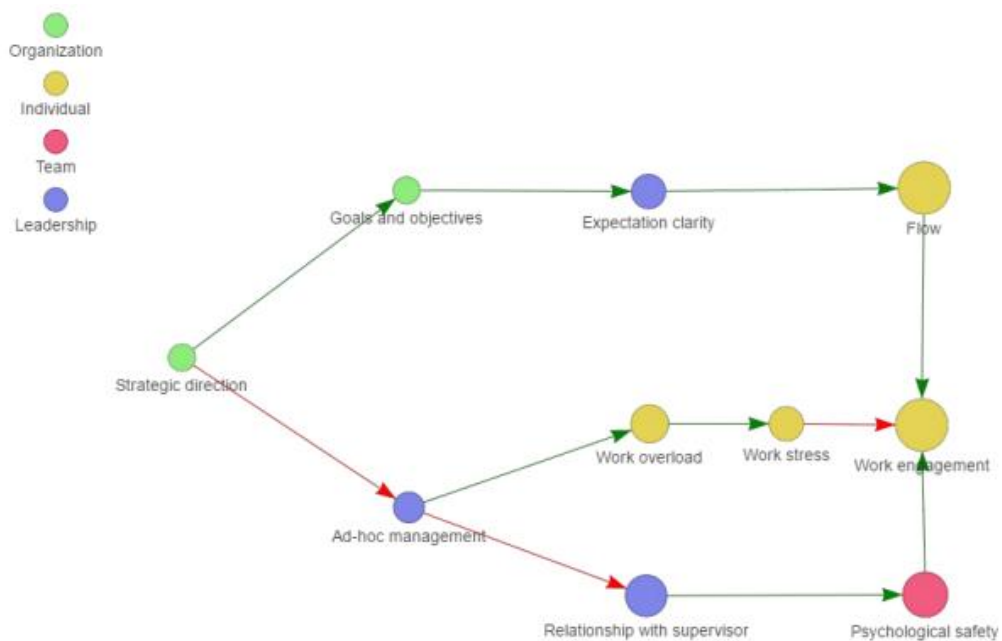 Organization
Individual
Team
Leadership
Goals and objectives
Expectation clarity
Flow
Strategic direction
Work overload
Work stress
Work engagement
Ad-hoc management
Relationship with supervisor
Psychological safety